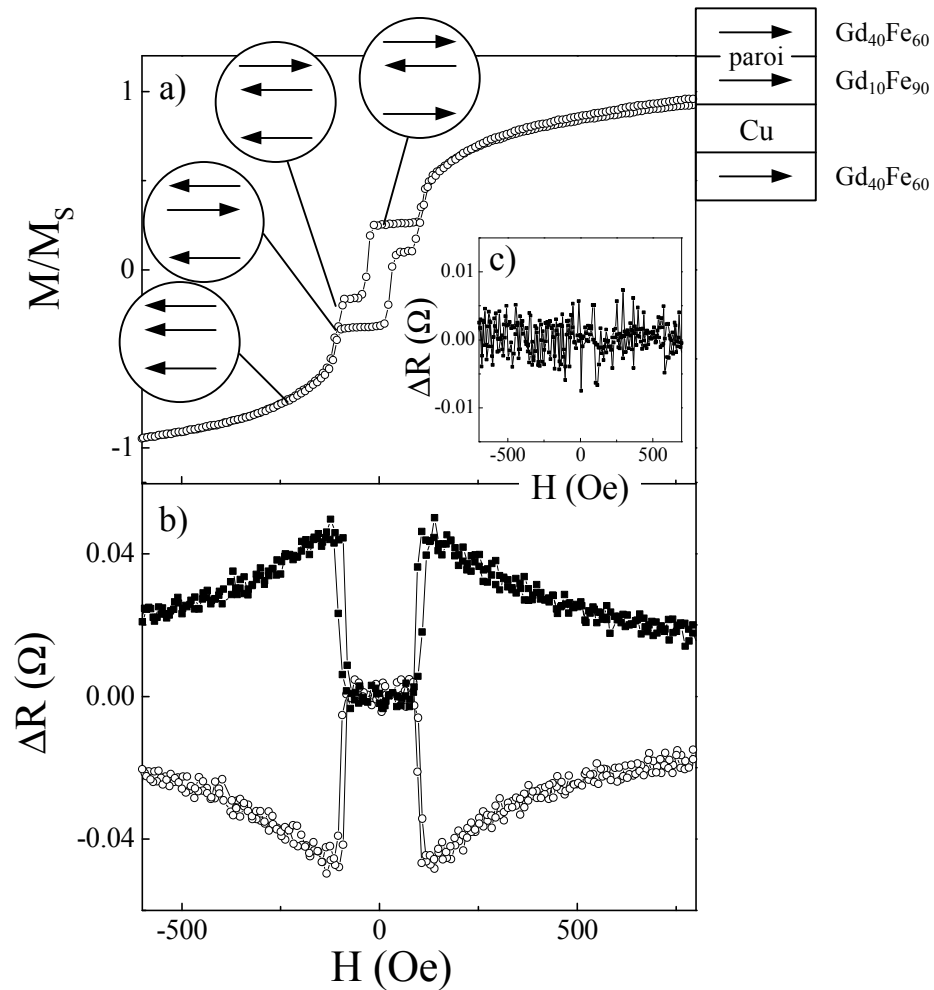 Gd40Fe60
paroi
Gd10Fe90
Cu
Gd40Fe60
a)
1
0
-1
M/MS
c)
0.01
0.00
-0.01
ΔR (Ω)
-500 0 500
H (Oe)
b)
0.04
0.00
-0.04
ΔR (Ω)
-500 0 500
H (Oe)